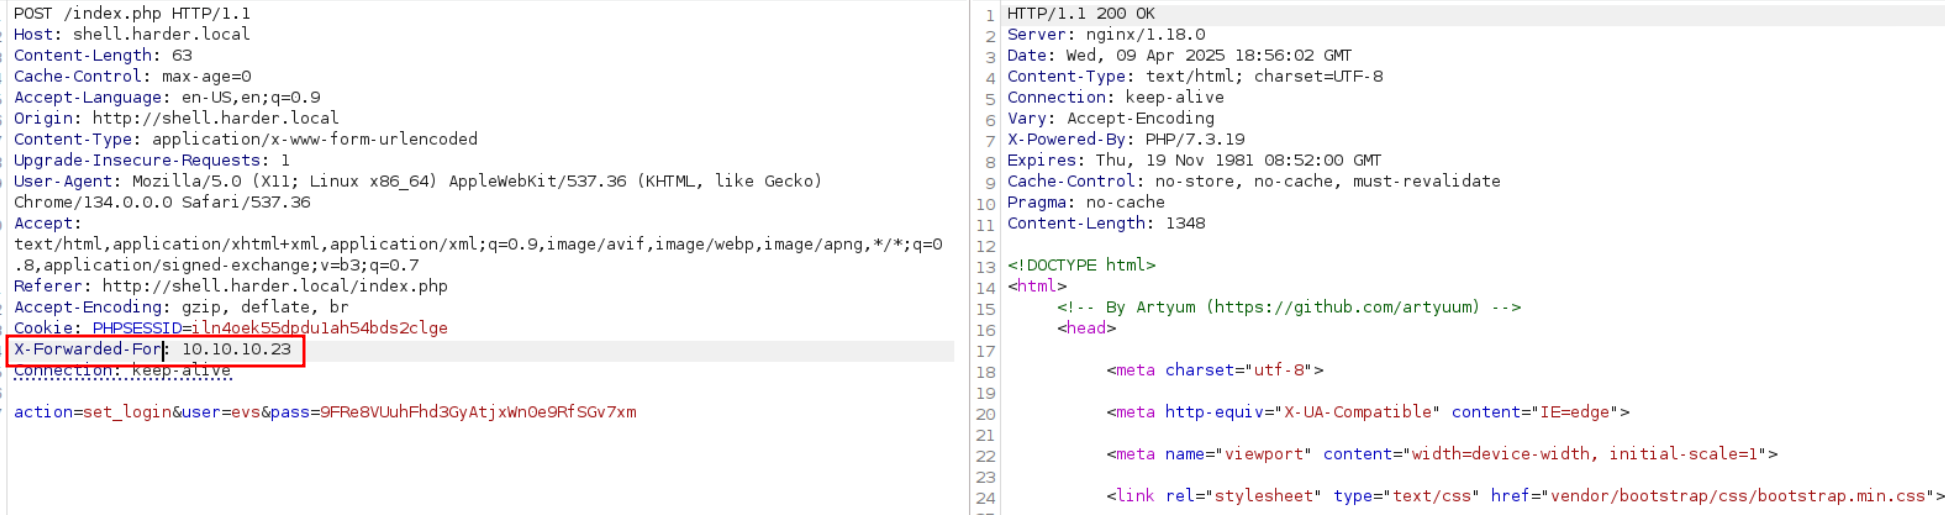 POST /index.php HTTP/1.1
Host: shell.harder.local
Content-Length: 63
Cache-Control: max-age=0
Accept-Language: en-US,en;q=0.9
Origin: http://shell.harder.local
Content-Type: application/x-www-form-urlencoded
Upgrade-Insecure-Requests: 1
User-Agent: Mozilla/5.0 (X11; Linux x86_64) AppleWebKit/537.36 (KHTML, like Gecko)
Chrome/134.0.0.0 Safari/537.36
Accept:
text/html,application/xhtml+xml,application/xml;q=0.9,image/avif,image/webp,image/apng,*/*;q=0
.8,application/signed-exchange;v=b3;q=0.7
Referer: http://shell.harder.local/index.php
Accept-Encoding: gzip, deflate, br
Cookie: PHPSESSID=iln4oek55dpdulah54bds2clge
X-Forwarded-For: 10.10.10.23
Connection: keep-alive
action=set_login&user=evs&pass=9FRe8VUuhFhd3GyAtjxWn0e9RfSGv7xm
1 HTTP/1.1 200 OK
2 Server: nginx/1.18.0
3 Date: Wed, 09 Apr 2025 18:56:02 GMT
4 Content-Type: text/html; charset=UTF-8
5 Connection: keep-alive
6 Vary: Accept-Encoding
7 X-Powered-By: PHP/7.3.19
8 Expires: Thu, 19 Nov 1981 08:52:00 GMT
9 Cache-Control: no-store, no-cache, must-revalidate
10 Pragma: no-cache
11 Content-Length: 1348
12
13 <!DOCTYPE html>
14 <html>
15 <!-- By Artyum (https://github.com/artyuum) -->
16 <head>
17
18 <meta charset="utf-8">
19
20 <meta http-equiv="X-UA-Compatible" content="IE=edge">
21
22 <meta name="viewport" content="width=device-width, initial-scale=1">
23
24 <link rel="stylesheet" type="text/css" href="vendor/bootstrap/css/bootstrap.min.css">